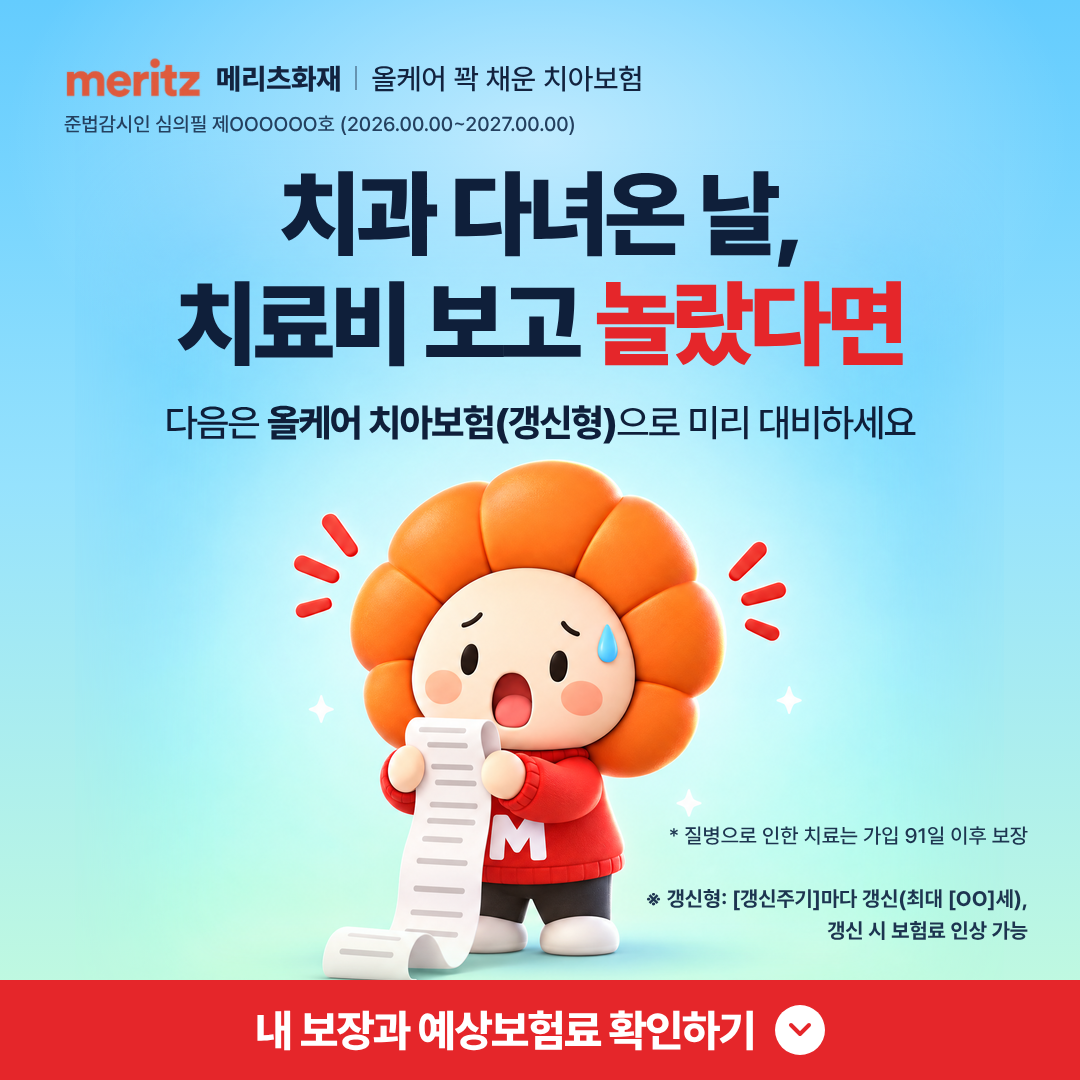 meritz 메리츠화재 | 올케어 꽉 채운 치아보험
준법감시인 심의필 제OOOOOO호 (2026.00.00~2027.00.00)
치과 다녀온 날,
치료비 보고 놀랐다면
다음은 올케어 치아보험(갱신형)으로 미리 대비하세요
M
* 질병으로 인한 치료는 가입 91일 이후 보장
※ 갱신형: [갱신주기]마다 갱신(최대 [OO]세),
갱신 시 보험료 인상 가능
내 보장과 예상보험료 확인하기